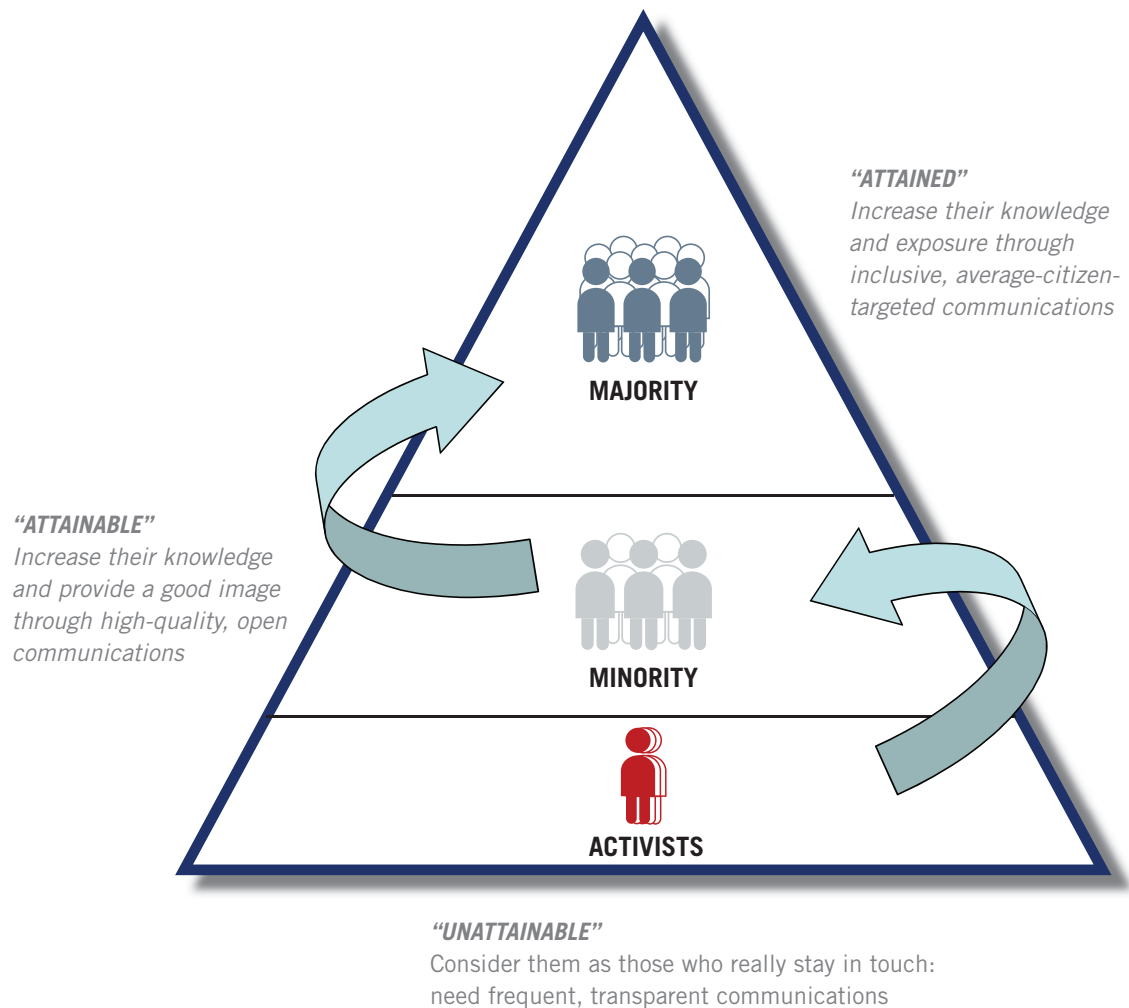 “ATTAINED”
Increase their knowledge
and exposure through
inclusive, average-citizen-
targeted communications
MAJORITY
“ATTAINABLE”
Increase their knowledge
and provide a good image
through high-quality, open
communications
MINORITY
ACTIVISTS
“UNATTAINABLE”
Consider them as those who really stay in touch:
need frequent, transparent communications